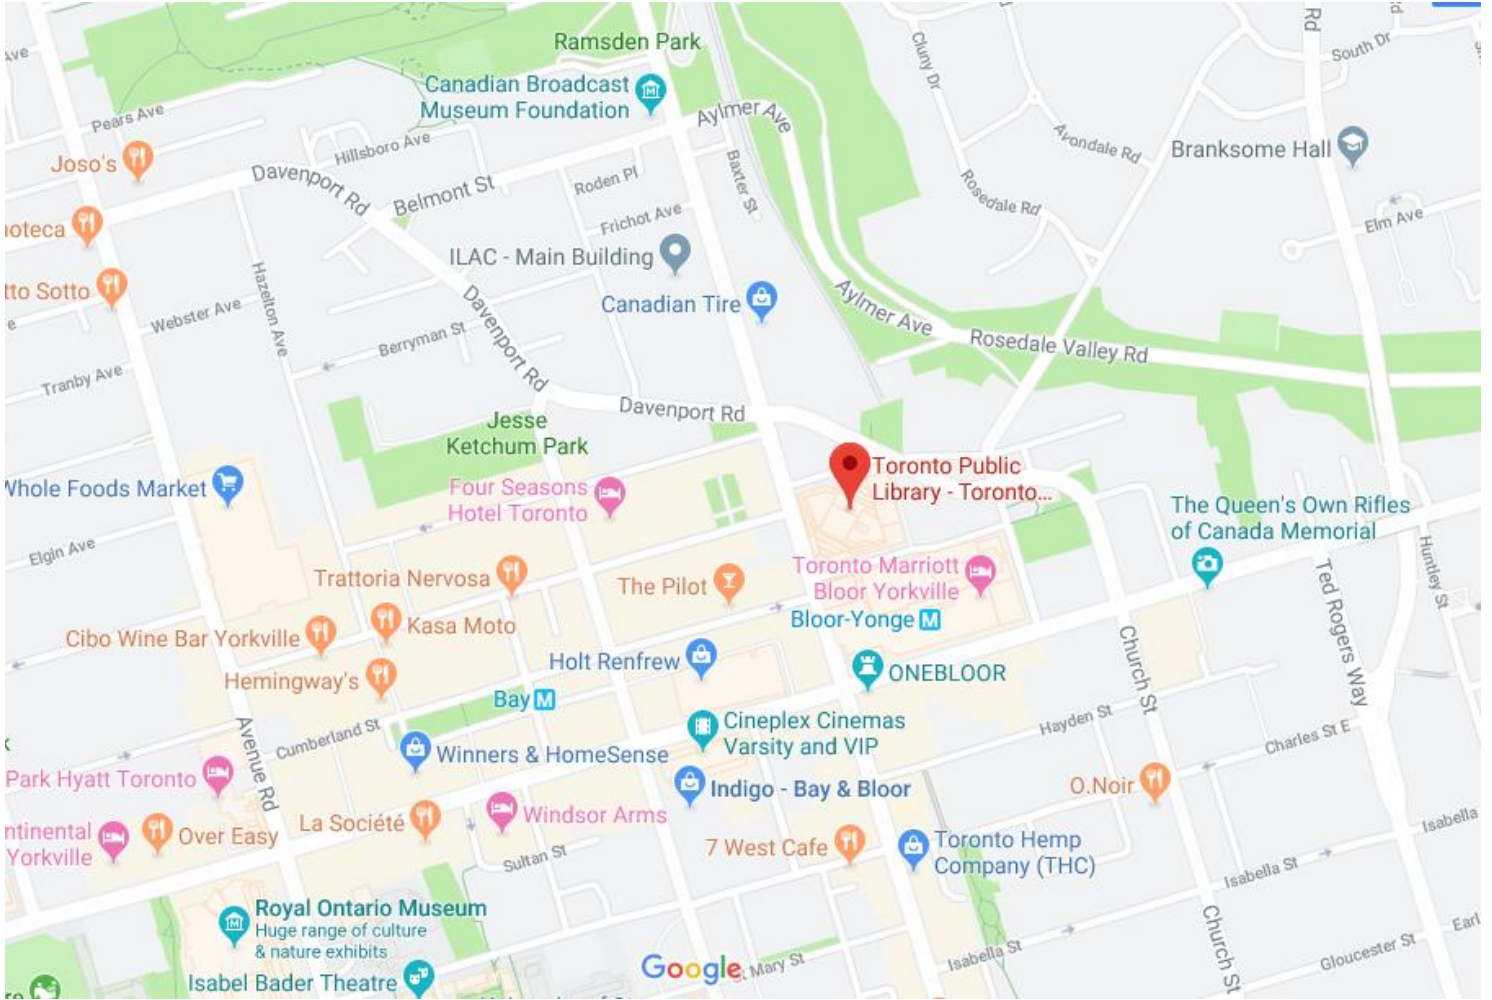 Ramsden Park
Rd
South Dr
Ave
Cluny Dr
Canadian Broadcast
Museum Foundation
Aylmer Ave
Pears Ave
Avondale Rd
Branksome Hall
Hillsboro Ave
Joso's
Davenport Rd
Belmont St
Roden Pl
Baxter St
Rosedale Rd
Frichot Ave
Elm Ave
noteca
ILAC - Main Building
Hazelton Ave
tto Sotto
Canadian Tire
Webster Ave
Davenport Rd
Aylmer Ave
Berryman St
Rosedale Valley Rd
Tranby Ave
Davenport Rd
Jesse
Ketchum Park
Toronto Public
Library - Toronto...
Whole Foods Market
Four Seasons
Hotel Toronto
The Queen's Own Rifles
of Canada Memorial
Elgin Ave
Huntley St
Trattoria Nervosa
The Pilot
Toronto Marriott
Bloor Yorkville
Ted Rogers Way
Bloor-Yonge M
Kasa Moto
Cibo Wine Bar Yorkville
Church St
Holt Renfrew
ONEBLOOR
Hemingway's
Bay M
Cumberland St
Avenue Rd
Cineplex Cinemas
Varsity and VIP
Hayden St
Charles St E
Winners & HomeSense
Park Hyatt Toronto
Indigo - Bay & Bloor
O.Noir
La Société
Windsor Arms
Isabella
ntinental
Yorkville
Over Easy
7 West Cafe
Toronto Hemp
Company (THC)
Sultan St
Isabella St
Royal Ontario Museum
Huge range of culture
& nature exhibits
Church St
Earl
Gloucester St
Isabella St
Google
t Mary St
Isabel Bader Theatre